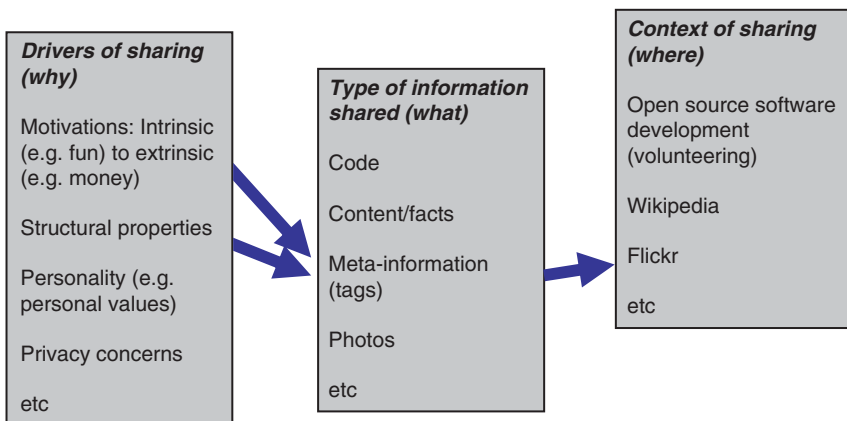 Drivers of sharing
(why)
Motivations: Intrinsic
(e.g. fun) to extrinsic
(e.g. money)
Structural properties
Personality (e.g.
personal values)
Privacy concerns
etc
Type of information
shared (what)
Code
Content/facts
Meta-information
(tags)
Photos
etc
Context of sharing
(where)
Open source software
development
(volunteering)
Wikipedia
Flickr
etc